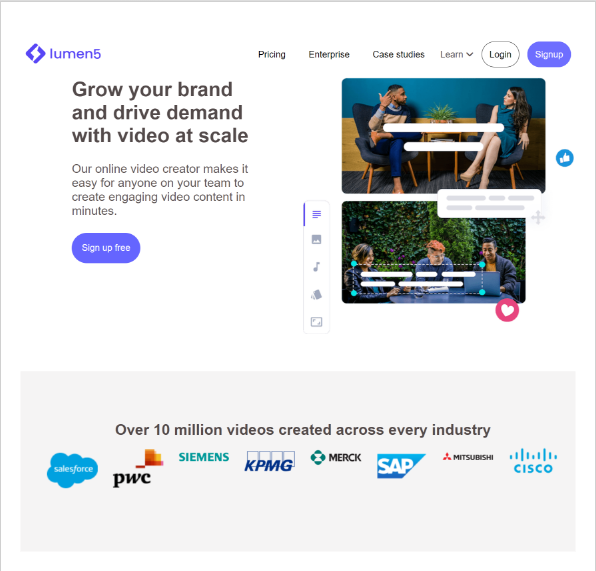 lumen5
Pricing Enterprise Case studies Learn Login Signup
Grow your brand
and drive demand
with video at scale
Our online video creator makes it
easy for anyone on your team to
create engaging video content in
minutes.
Sign up free
Over 10 million videos created across every industry
salesforce pwc SIEMENS KPMG MERCK SAP MITSUBISHI CISCO